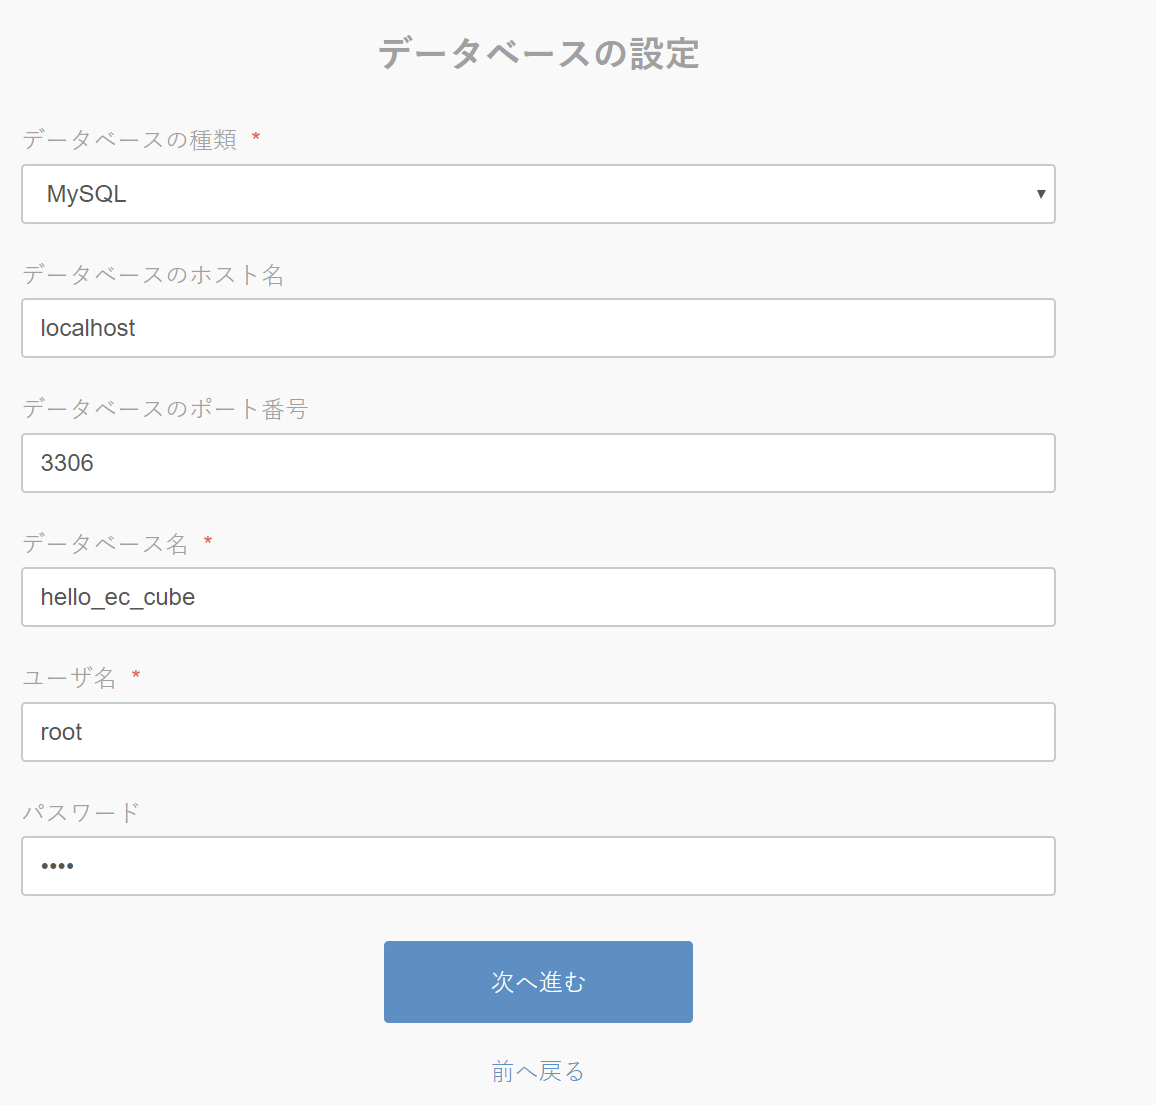 データベースの設定
データベースの種類 *
MySQL
データベースのホスト名
localhost
データベースのポート番号
3306
データベース名 *
hello_ec_cube
ユーザ名 *
root
パスワード
••••
次へ進む
前へ戻る